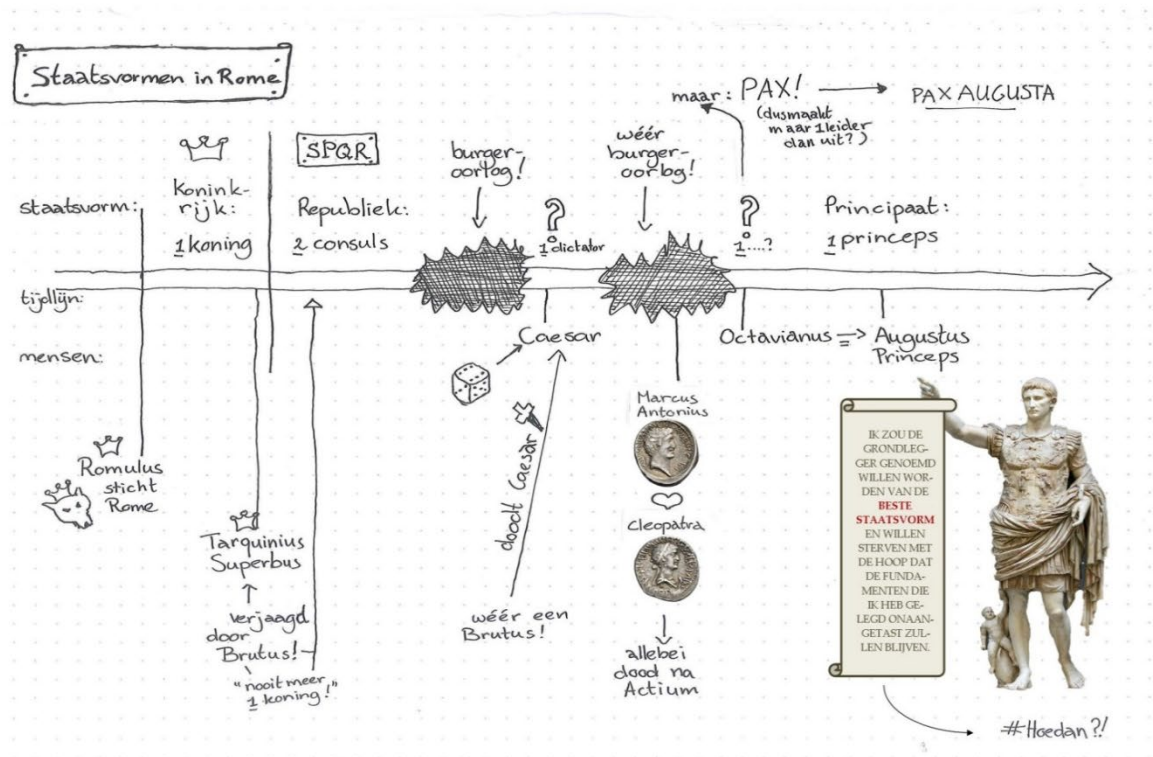 Staatsvormen in Rome
maar: PAX!
(dusmaakt
maar 1 leider
dan uit?)
PAX AUGUSTA
SPQR
burger-
oorlog!
wéér
burger-
oorlog!
staatsvorm:
Konink-
rijk:
1 koning
Republiek:
2 consuls
?
1 dictator
?
1....?
Principaat:
1 princeps
tijdlijn:
mensen:
Caesar
Octavianus => Augustus
Princeps
Romulus
sticht
Rome
Tarquinius
Superbus
verjaagd
door
Brutus!
"nooit meer
1 koning!"
doodt Caesar
wéér een
Brutus!
Marcus
Antonius
Cleopatra
allebei
dood na
Actium
IK ZOU DE
GRONDLEG-
GER GENOEMD
WILLEN WOR-
DEN VAN DE
BESTE
STAATSVORM
EN WILLEN
STERVEN MET
DE HOOP DAT
DE FUNDA-
MENTEN DIE
IK HEB GE-
LEGD ONAAN-
GETAST ZUL-
LEN BLIJVEN.
#Hoedan?!